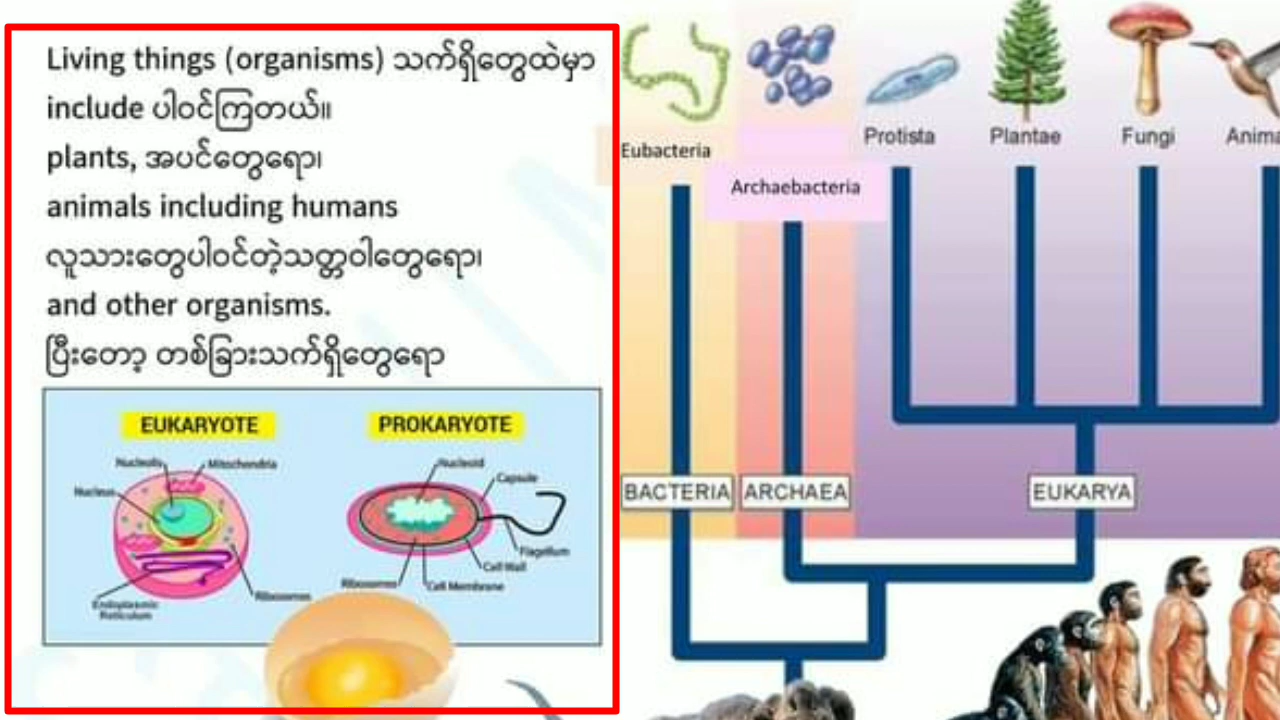 Living things (organisms) သက်ရှိတွေထဲမှာ
include ပါဝင်ကြတယ်။
plants, အပင်တွေရော၊
animals including humans
လူသားတွေပါဝင်တဲ့သတ္တဝါတွေရော၊
and other organisms.
ပြီးတော့ တစ်ခြားသက်ရှိတွေရော
EUKARYOTE
Nucleolis
Mitochondria
Nucleus
Endoplasmic
Reticulum
Ribosomes
PROKARYOTE
Nucleoid
Capsule
Flagellum
Cell Wall
Cell Membrane
Ribosomes
Eubacteria
Archaebacteria
Protista
Plantae
Fungi
Anima
BACTERIA
ARCHAEA
EUKARYA